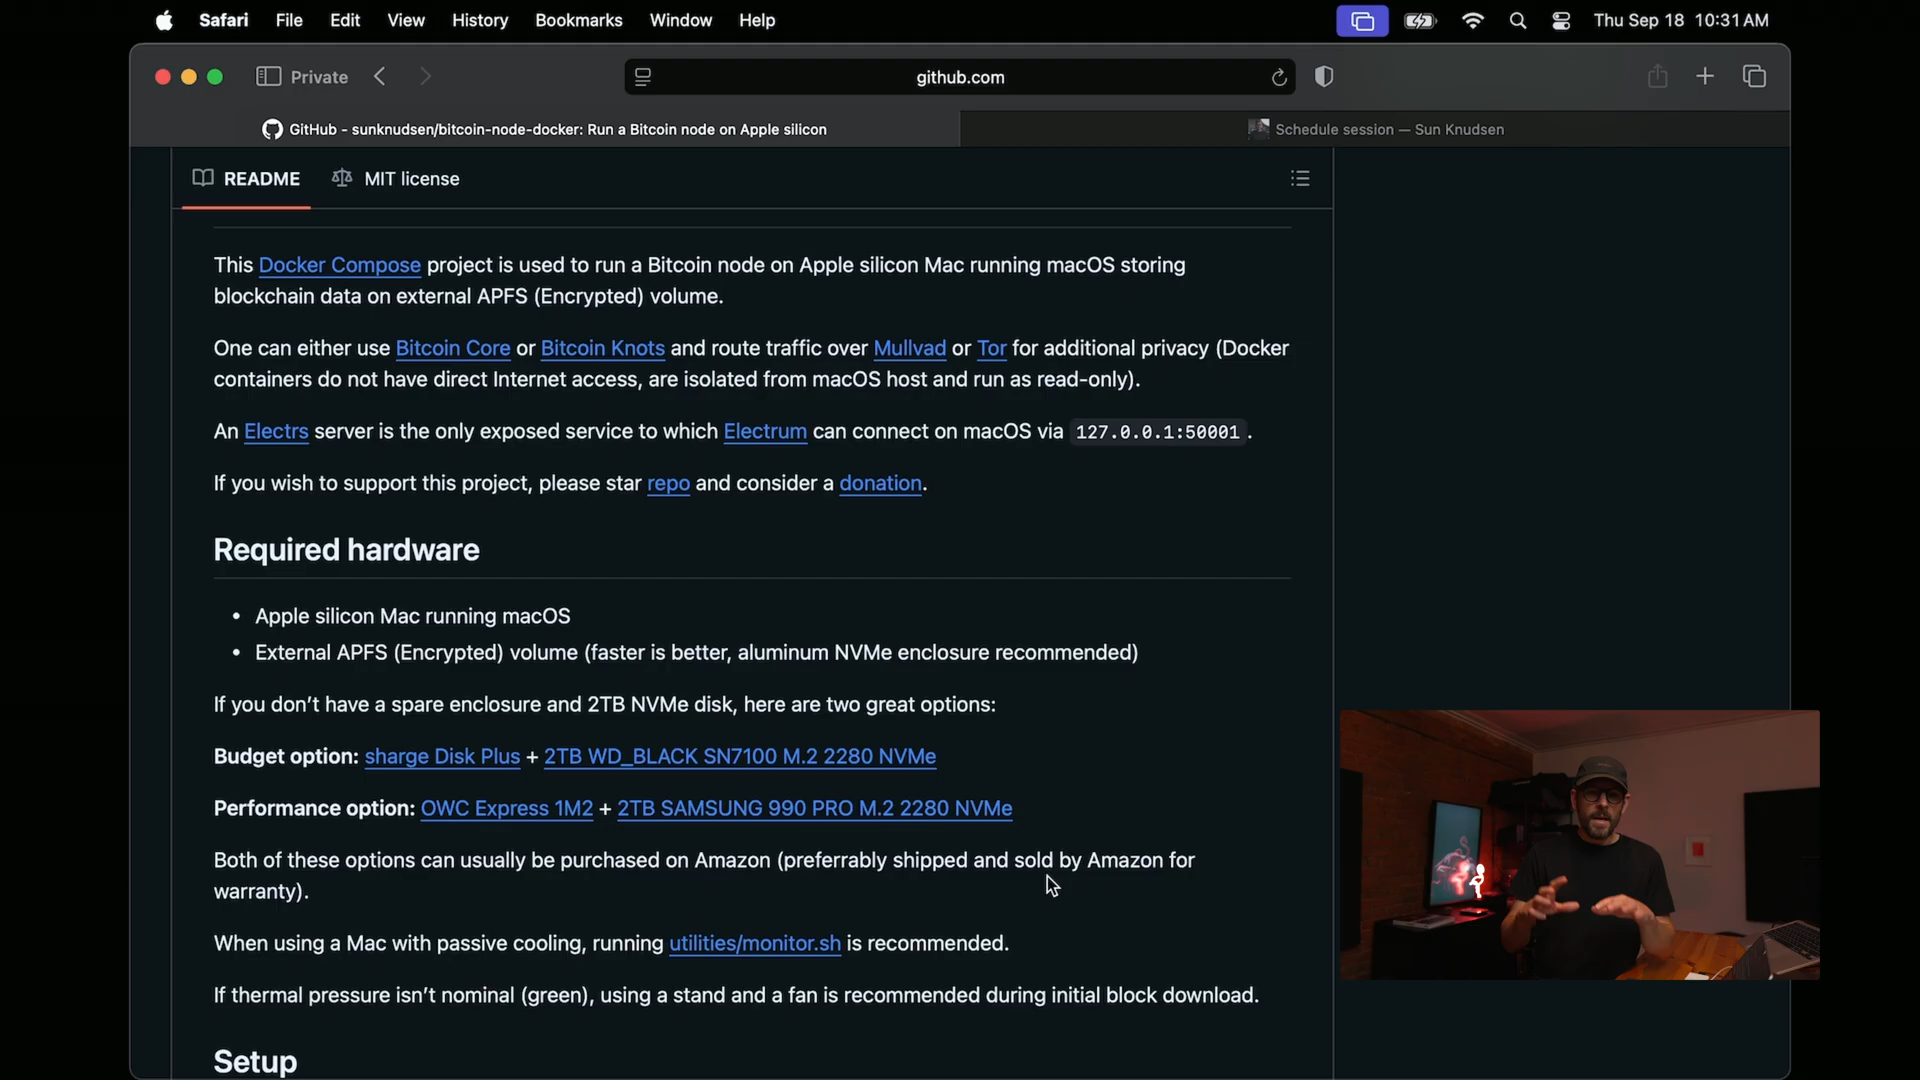 Safari File Edit View History Bookmarks Window Help Thu Sep 18 10:31 AM
Private github.com
GitHub - sunknudsen/bitcoin-node-docker: Run a Bitcoin node on Apple silicon Schedule session — Sun Knudsen
README MIT license
This Docker Compose project is used to run a Bitcoin node on Apple silicon Mac running macOS storing
blockchain data on external APFS (Encrypted) volume.
One can either use Bitcoin Core or Bitcoin Knots and route traffic over Mullvad or Tor for additional privacy (Docker
containers do not have direct Internet access, are isolated from macOS host and run as read-only).
An Electrs server is the only exposed service to which Electrum can connect on macOS via 127.0.0.1:50001 .
If you wish to support this project, please star repo and consider a donation.
Required hardware
• Apple silicon Mac running macOS
• External APFS (Encrypted) volume (faster is better, aluminum NVMe enclosure recommended)
If you don't have a spare enclosure and 2TB NVMe disk, here are two great options:
Budget option: sharge Disk Plus + 2TB WD_BLACK SN7100 M.2 2280 NVMe
Performance option: OWC Express 1M2 + 2TB SAMSUNG 990 PRO M.2 2280 NVMe
Both of these options can usually be purchased on Amazon (preferrably shipped and sold by Amazon for
warranty).
When using a Mac with passive cooling, running utilities/monitor.sh is recommended.
If thermal pressure isn't nominal (green), using a stand and a fan is recommended during initial block download.
Setup